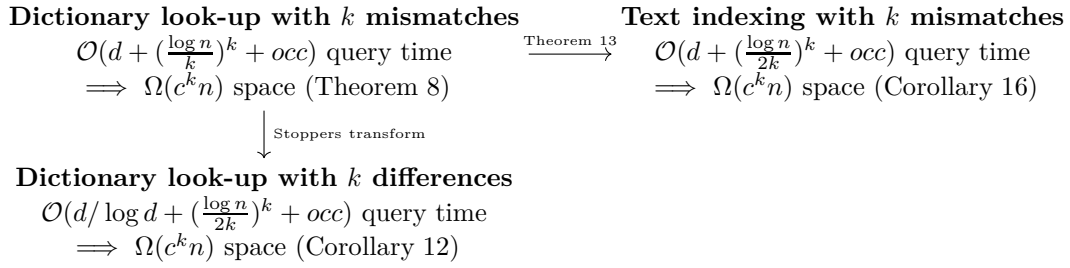 Dictionary look-up with k mismatches
O(d + (log n / k)^k + occ) query time
⟹ Ω(c^k n) space (Theorem 8)
Theorem 13
Text indexing with k mismatches
O(d + (log n / 2k)^k + occ) query time
⟹ Ω(c^k n) space (Corollary 16)
Stoppers transform
Dictionary look-up with k differences
O(d/ log d + (log n / 2k)^k + occ) query time
⟹ Ω(c^k n) space (Corollary 12)